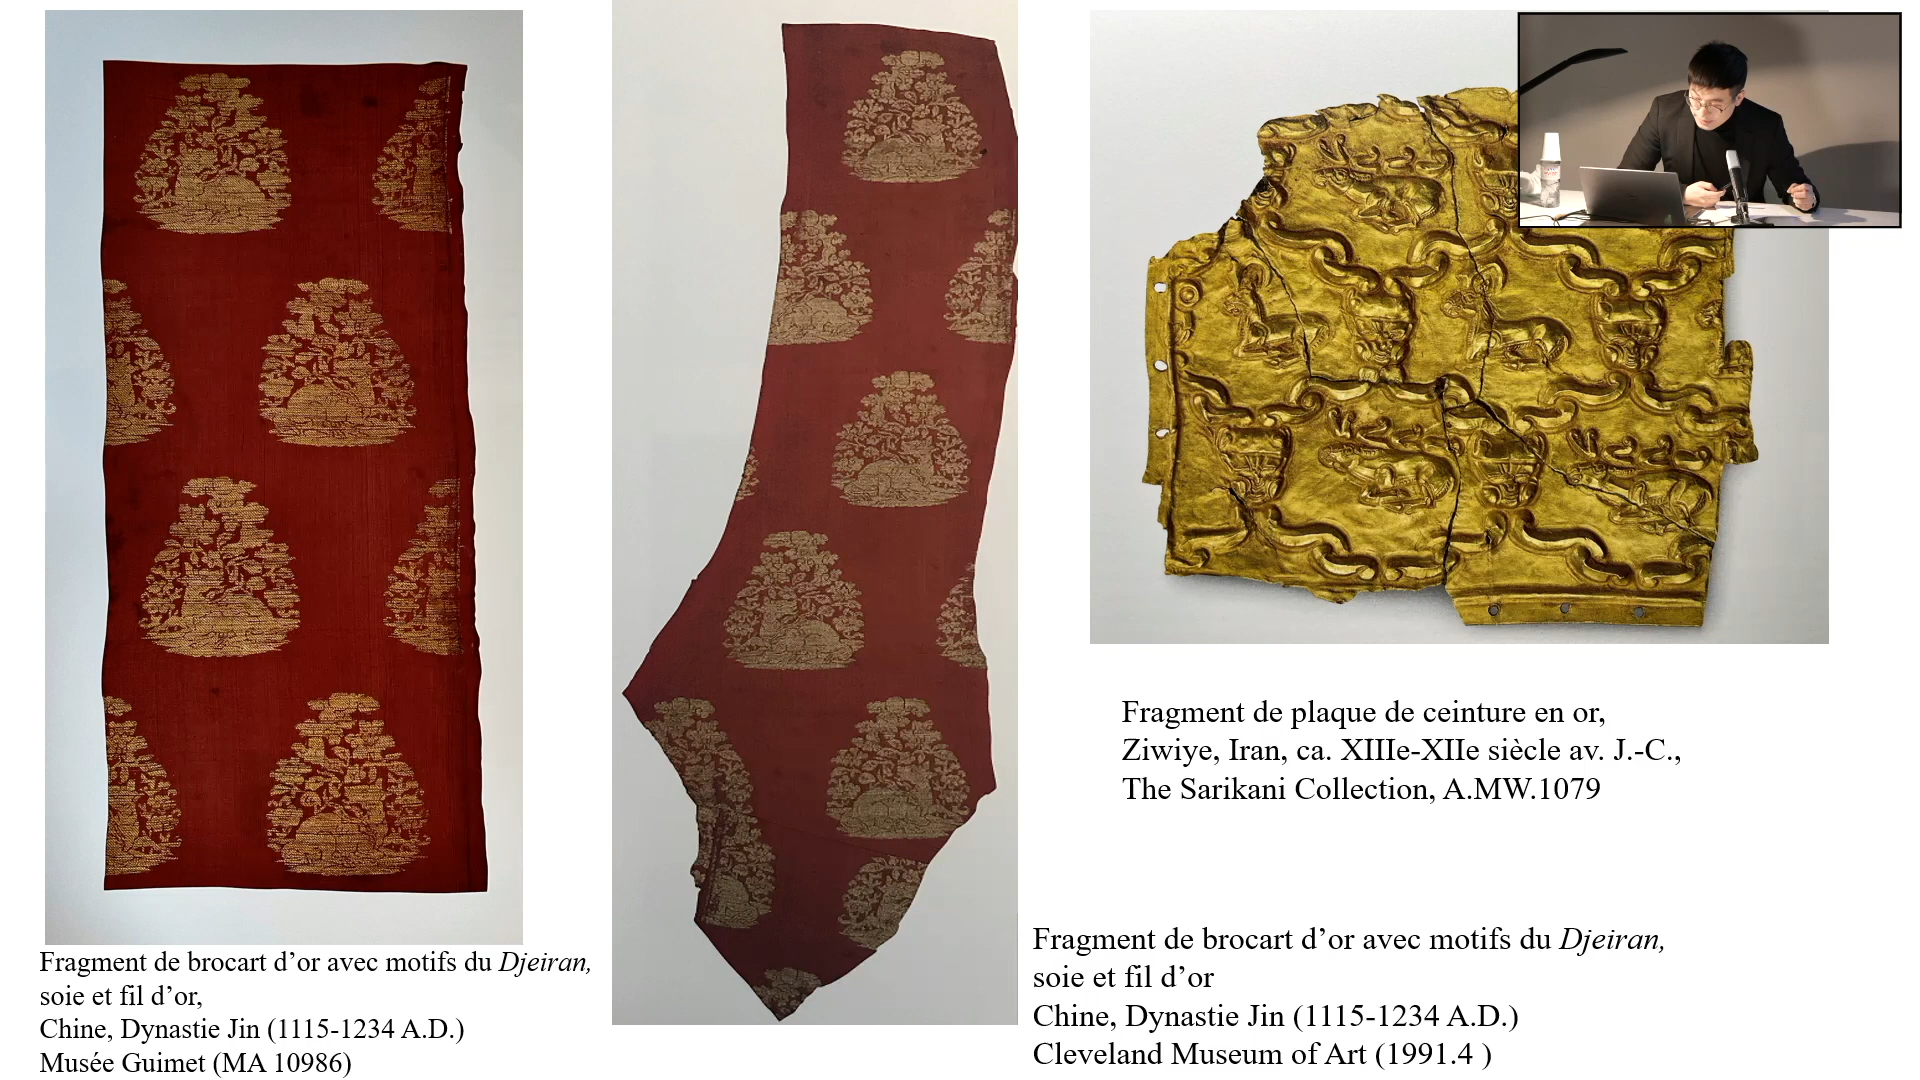 Fragment de brocart d’or avec motifs du Djeiran,
soie et fil d’or,
Chine, Dynastie Jin (1115-1234 A.D.)
Musée Guimet (MA 10986)
Fragment de plaque de ceinture en or,
Ziwiye, Iran, ca. XIIIe-XIIe siècle av. J.-C.,
The Sarikani Collection, A.MW.1079
Fragment de brocart d’or avec motifs du Djeiran,
soie et fil d’or
Chine, Dynastie Jin (1115-1234 A.D.)
Cleveland Museum of Art (1991.4 )